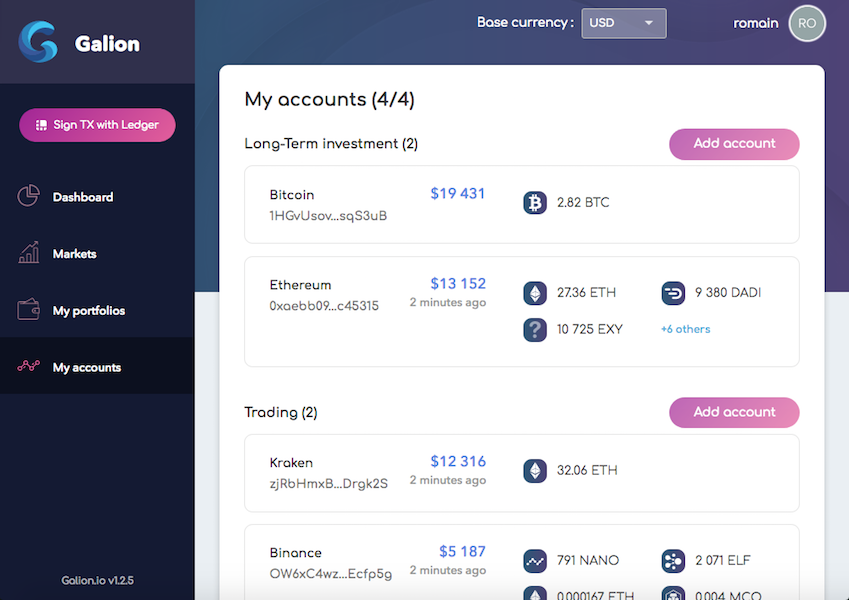 Galion
Base currency: USD
romain RO
Sign TX with Ledger
Dashboard
Markets
My portfolios
My accounts
Galion.io v1.2.5
My accounts (4/4)
Long-Term investment (2)
Add account
Bitcoin $19 431 2.82 BTC
1HGvUsov...sqS3uB
Ethereum $13 152 27.36 ETH 9 380 DADI
0xaebb09...c45315 2 minutes ago
10 725 EXY +6 others
Trading (2)
Add account
Kraken $12 316 32.06 ETH
zjRbHmxB...Drgk2S 2 minutes ago
Binance $5 187 791 NANO 2 071 ELF
OW6xC4wz...Ecfp5g 2 minutes ago
0.000167 ETH 0.004 MCO